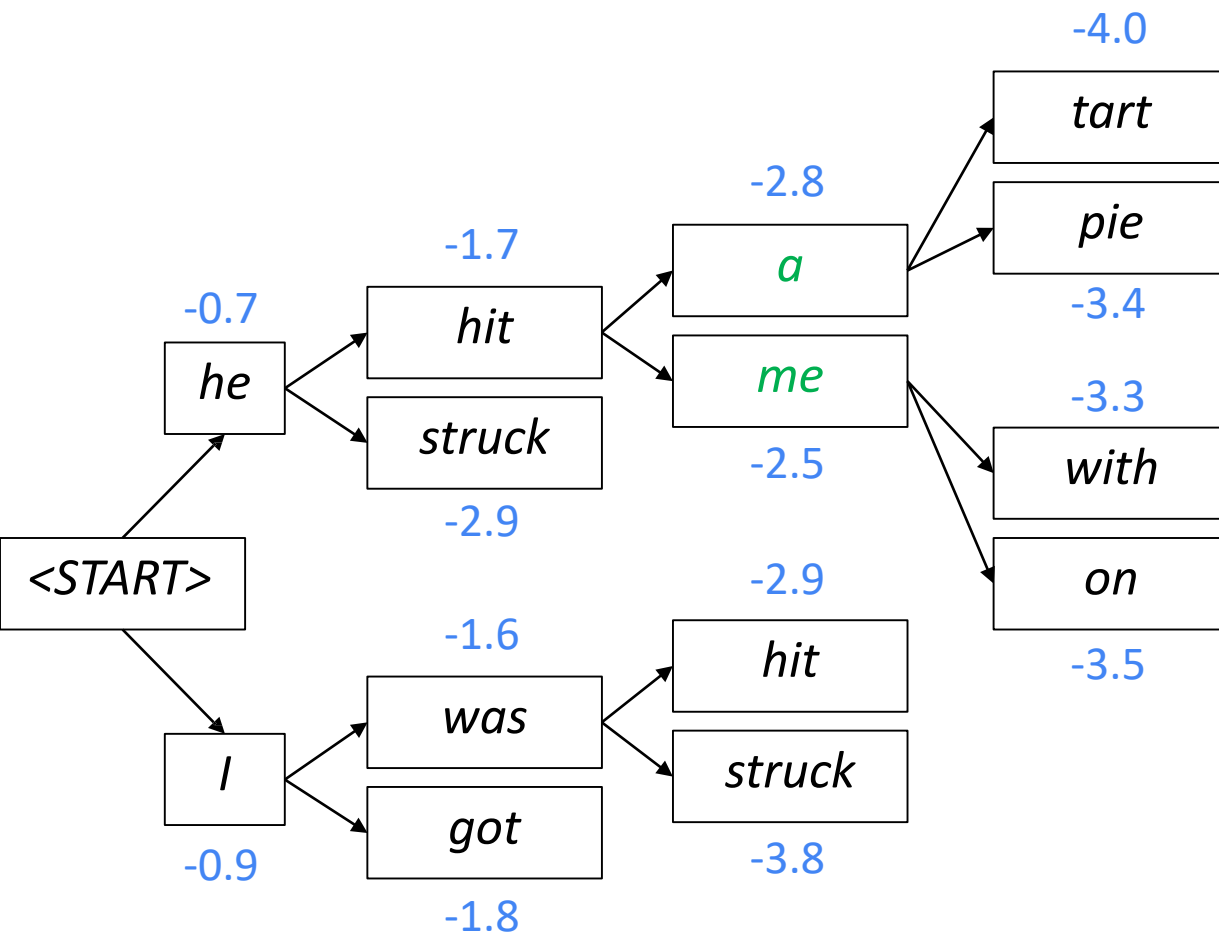 -4.0
tart
pie
-3.4
-2.8
a
me
-2.5
-3.3
with
on
-3.5
-1.7
hit
struck
-2.9
-0.7
he
<START>
I
-0.9
-1.6
was
got
-1.8
-2.9
hit
struck
-3.8